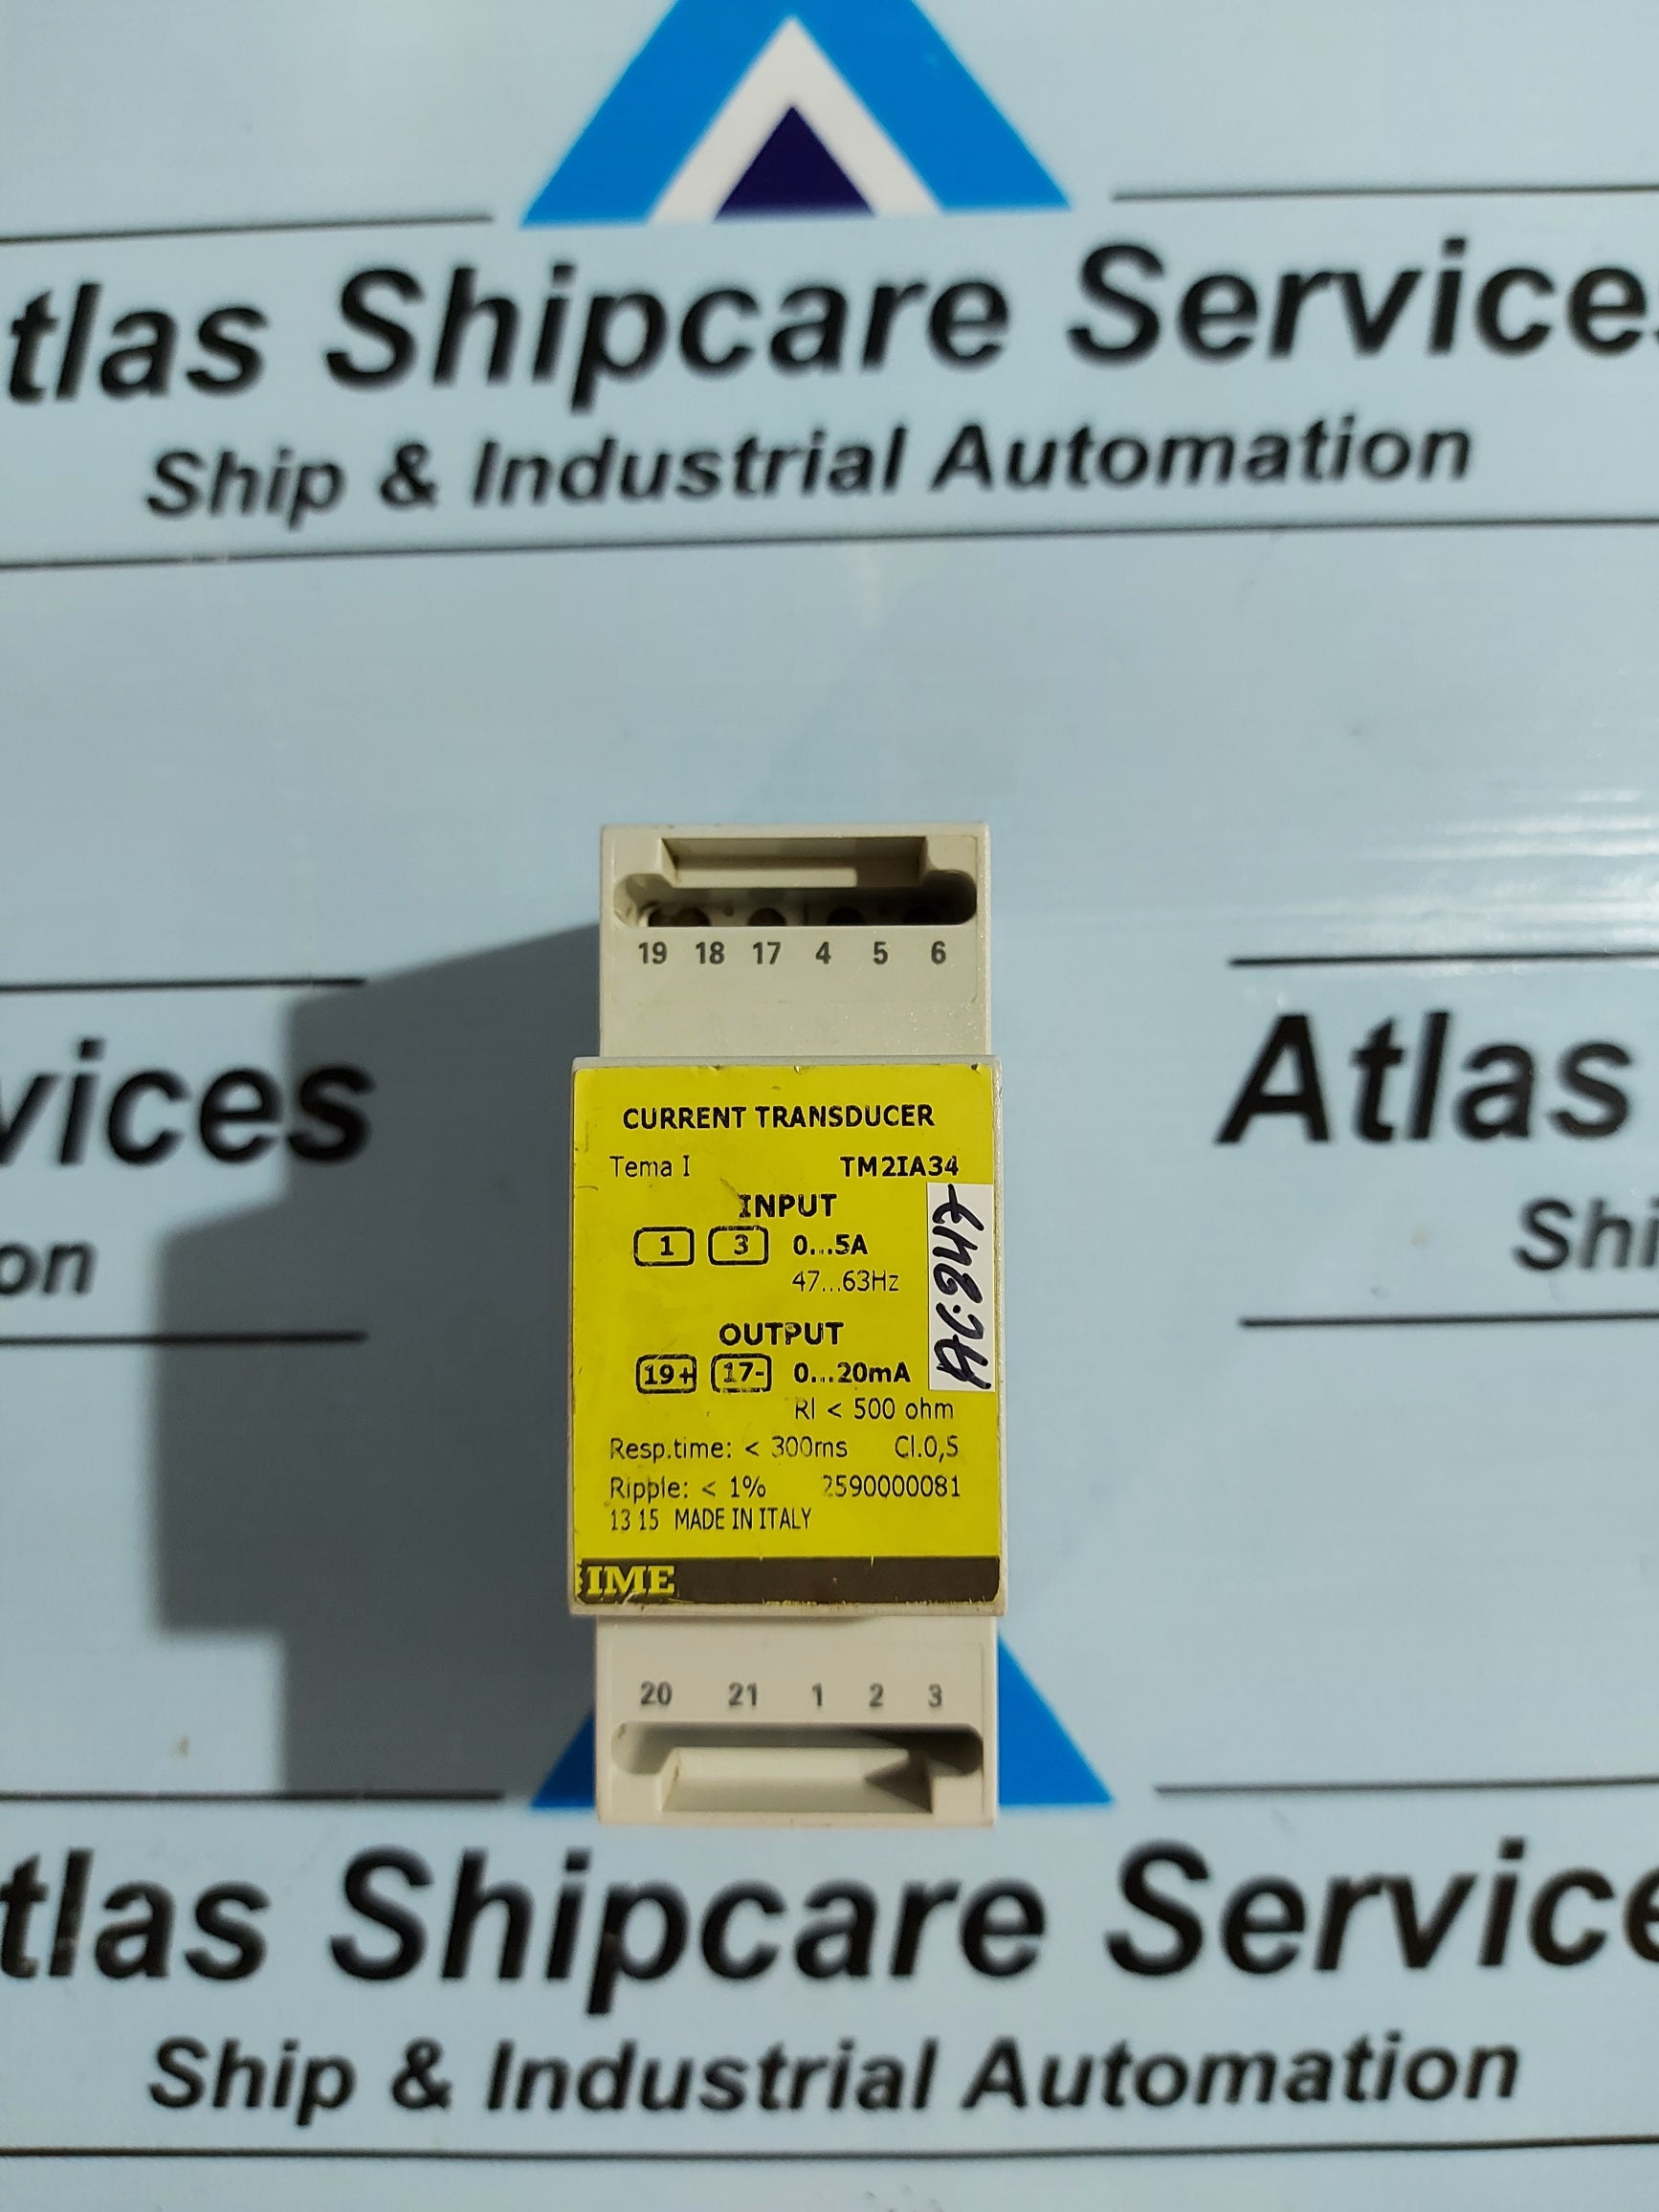 tlas Shipcare Services
Ship & Industrial Automation
19 18 17 4 5 6
vices
on
Atlas
Shi
CURRENT TRANSDUCER
Tema I TM2IA34
INPUT
1 3 0...5A
47...63Hz
OUTPUT
19+ 17- 0...20mA
Rl < 500 ohm
Resp.time: < 300ms Cl.0,5
Ripple: < 1% 2590000081
13 15 MADE IN ITALY
IME
20 21 1 2 3
tlas Shipcare Service
Ship & Industrial Automation